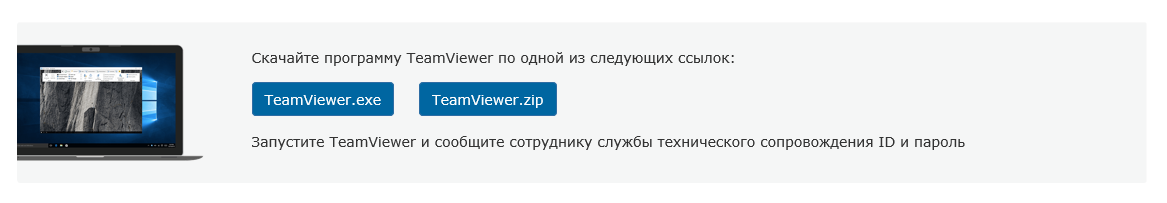 Скачайте программу TeamViewer по одной из следующих ссылок:
TeamViewer.exe TeamViewer.zip
Запустите TeamViewer и сообщите сотруднику службы технического сопровождения ID и пароль